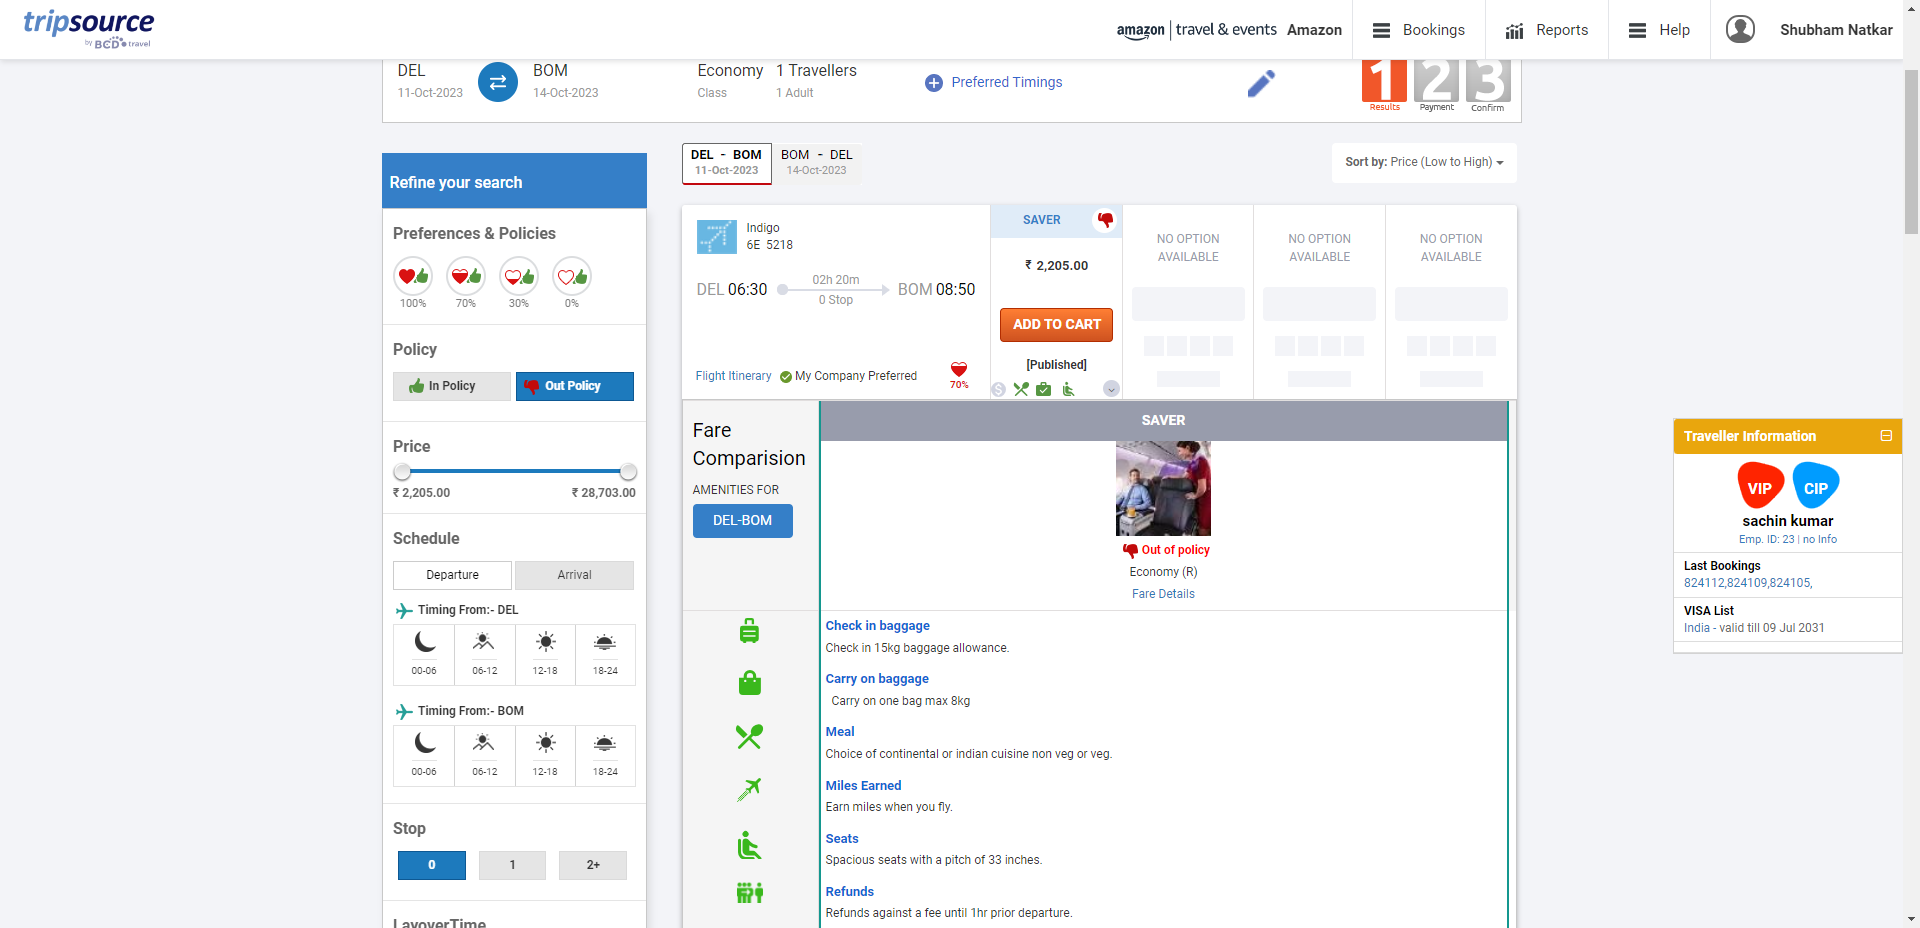 tripsource
by BCD travel
amazon | travel & events Amazon
Bookings
Reports
Help
Shubham Natkar
DEL
11-Oct-2023
BOM
14-Oct-2023
Economy
Class
1 Travellers
1 Adult
Preferred Timings
1 2 3
Results Payment Confirm
DEL - BOM
11-Oct-2023
BOM - DEL
14-Oct-2023
Sort by: Price (Low to High)
Refine your search
Preferences & Policies
100% 70% 30% 0%
Policy
In Policy
Out Policy
Price
₹ 2,205.00 ₹ 28,703.00
Schedule
Departure Arrival
Timing From:- DEL
00-06 06-12 12-18 18-24
Timing From:- BOM
00-06 06-12 12-18 18-24
Stop
0 1 2+
LayoverTime
Indigo
6E 5218
DEL 06:30
02h 20m
0 Stop
BOM 08:50
Flight Itinerary
My Company Preferred
70%
SAVER
₹ 2,205.00
ADD TO CART
[Published]
NO OPTION
AVAILABLE
NO OPTION
AVAILABLE
NO OPTION
AVAILABLE
Fare
Comparision
AMENITIES FOR
DEL-BOM
SAVER
Out of policy
Economy (R)
Fare Details
Check in baggage
Check in 15kg baggage allowance.
Carry on baggage
Carry on one bag max 8kg
Meal
Choice of continental or indian cuisine non veg or veg.
Miles Earned
Earn miles when you fly.
Seats
Spacious seats with a pitch of 33 inches.
Refunds
Refunds against a fee until 1hr prior departure.
Traveller Information
VIP CIP
sachin kumar
Emp. ID: 23 | no Info
Last Bookings
824112,824109,824105,
VISA List
India - valid till 09 Jul 2031